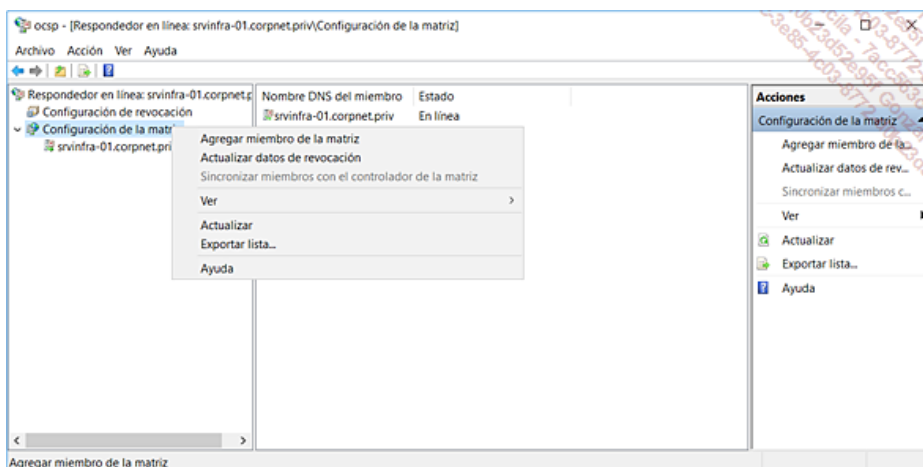 ocsp - [Respondedor en línea: srvinfra-01.corpnet.priv\Configuración de la matriz]
Archivo Acción Ver Ayuda
Respondedor en línea: srvinfra-01.corpnet.p
Configuración de revocación
Configuración de la matr
srvinfra-01.corpnet.pri
Nombre DNS del miembro Estado
srvinfra-01.corpnet.priv En línea
Agregar miembro de la matriz
Actualizar datos de revocación
Sincronizar miembros con el controlador de la matriz
Ver
Actualizar
Exportar lista...
Ayuda
Acciones
Configuración de la matriz
Agregar miembro de la...
Actualizar datos de rev...
Sincronizar miembros c...
Ver
Actualizar
Exportar lista...
Ayuda
Agregar miembro de la matriz